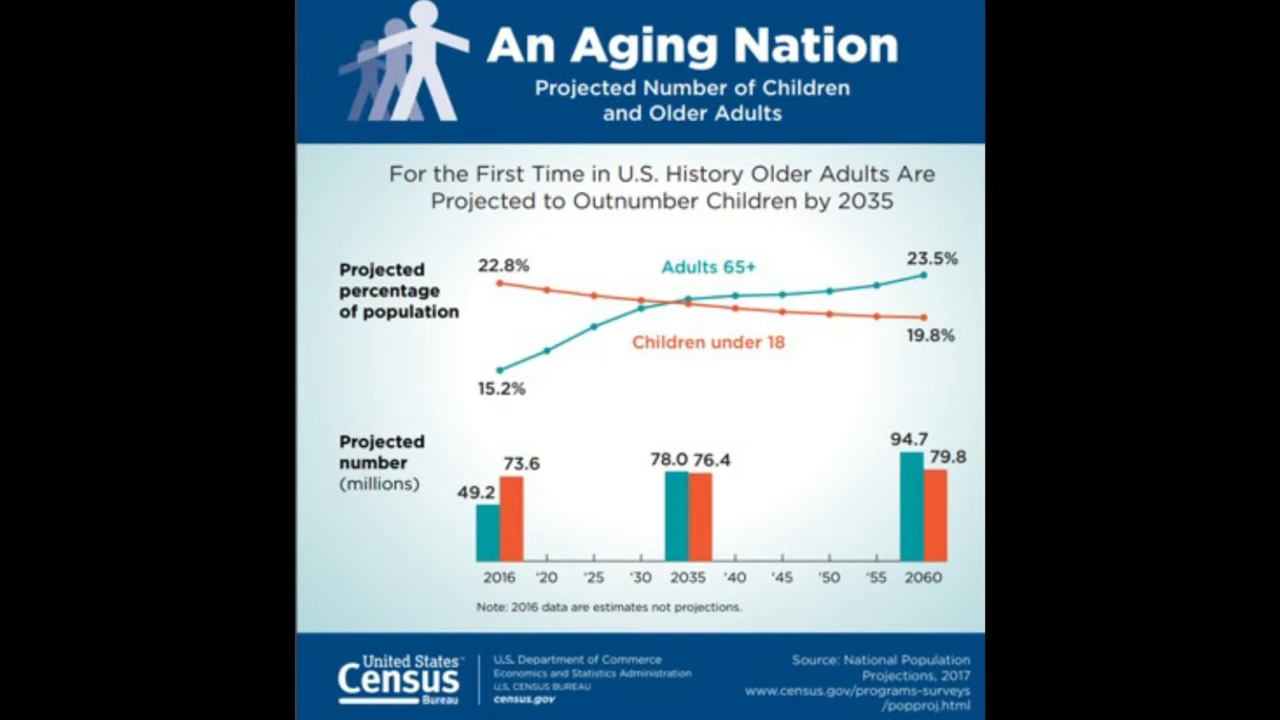 An Aging Nation
Projected Number of Children
and Older Adults
For the First Time in U.S. History Older Adults Are
Projected to Outnumber Children by 2035
Projected
percentage
of population
22.8%
Adults 65+
23.5%
Children under 18
19.8%
15.2%
Projected
number
(millions)
49.2
73.6
78.0 76.4
94.7
79.8
2016 '20 '25 '30 2035 '40 '45 '50 '55 2060
Note: 2016 data are estimates not projections.
United States™
Census
Bureau
U.S. Department of Commerce
Economics and Statistics Administration
U.S. CENSUS BUREAU
census.gov
Source: National Population
Projections, 2017
www.census.gov/programs-surveys
/popproj.html